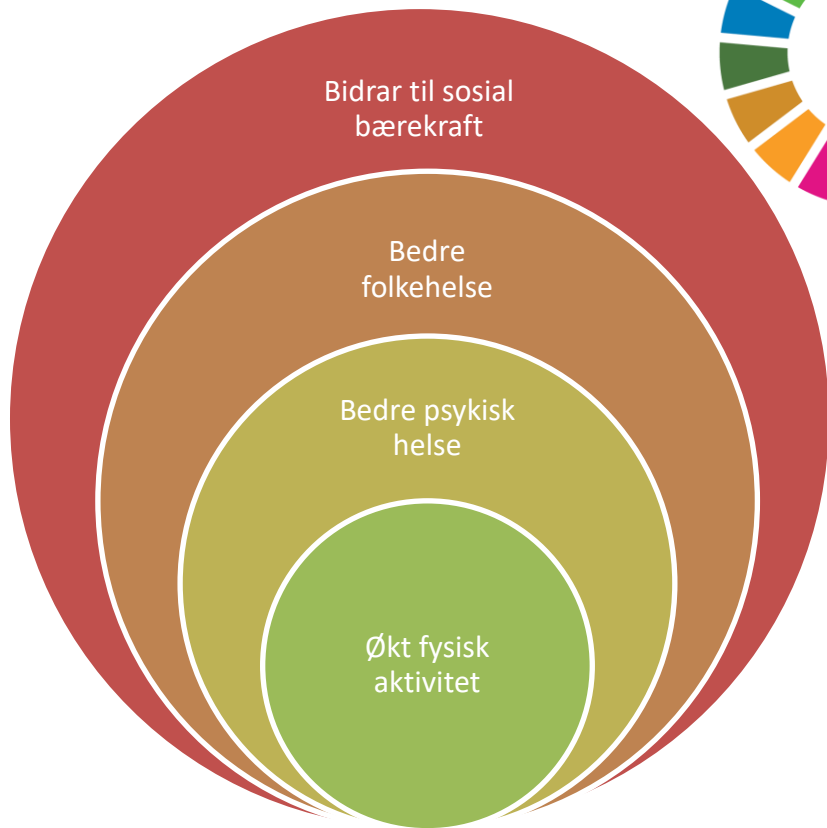 Bidrar til sosial
bærekraft
Bedre
folkehelse
Bedre psykisk
helse
Økt fysisk
aktivitet